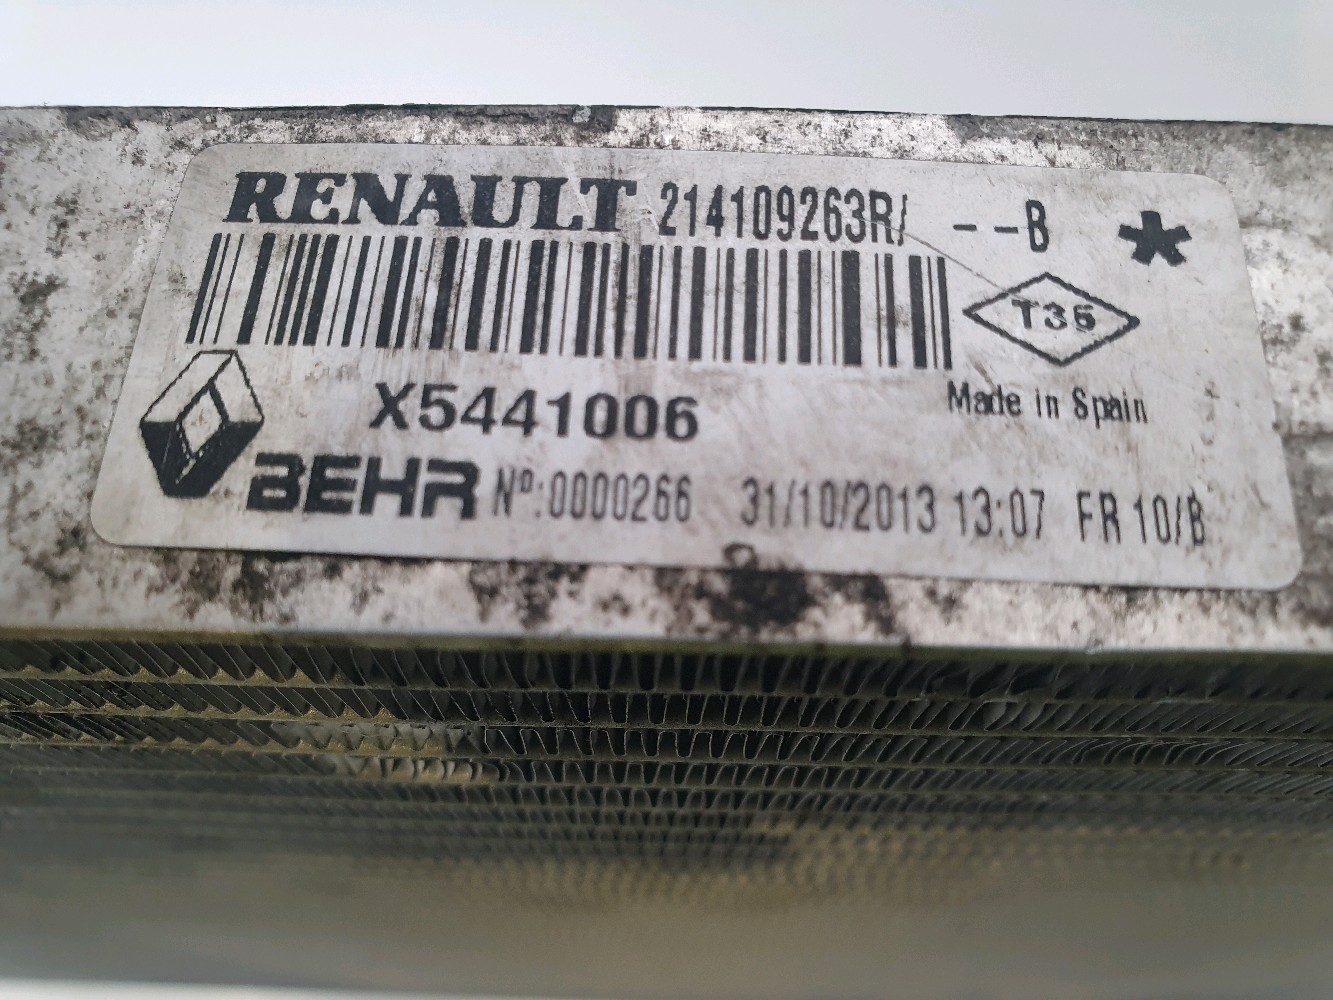 RENAULT 214109263R/ --B *
T35
X5441006 Made in Spain
BEHR Nº:0000266 31/10/2013 13:07 FR 10/B